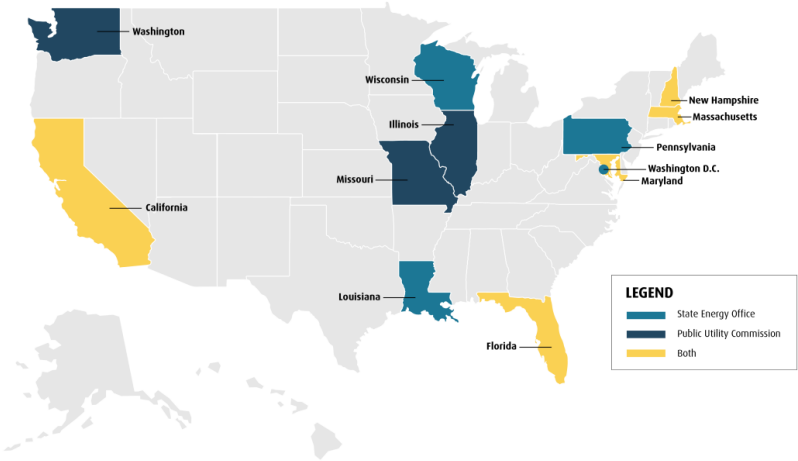 Washington
Wisconsin
New Hampshire
Massachusetts
Illinois
Pennsylvania
Washington D.C.
Missouri
Maryland
California
LEGEND
Louisiana
State Energy Office
Public Utility Commission
Florida
Both